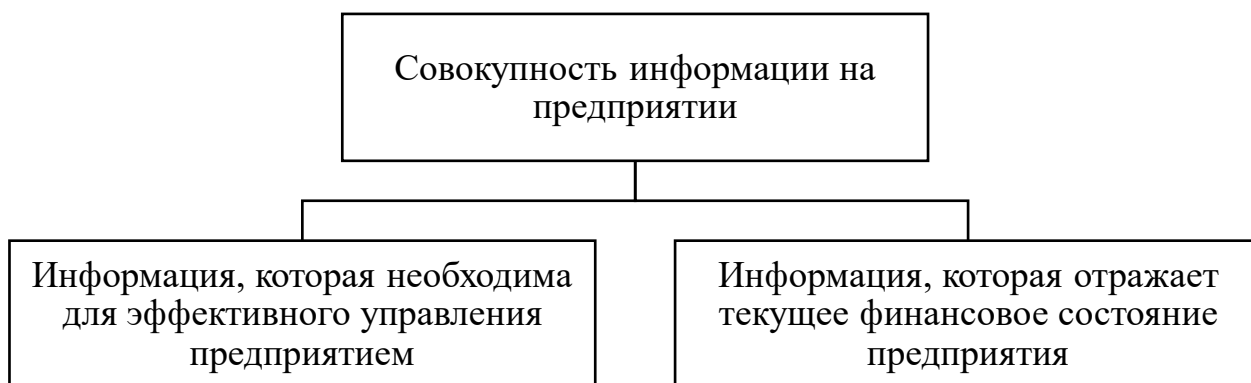 Совокупность информации на
предприятии
Информация, которая необходима
для эффективного управления
предприятием
Информация, которая отражает
текущее финансовое состояние
предприятия